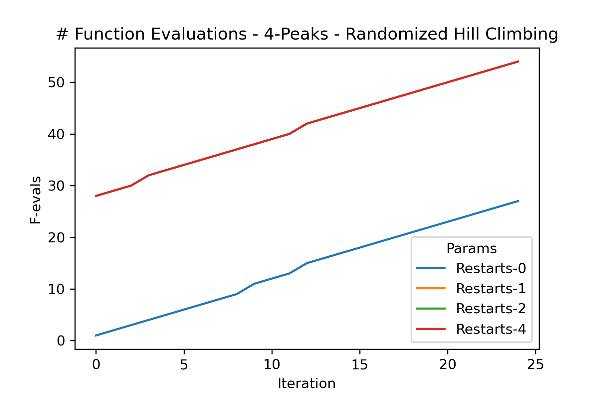 # Function Evaluations - 4-Peaks - Randomized Hill Climbing
F-evals
50
40
30
20
10
0
0 5 10 15 20 25
Iteration
Params
Restarts-0
Restarts-1
Restarts-2
Restarts-4